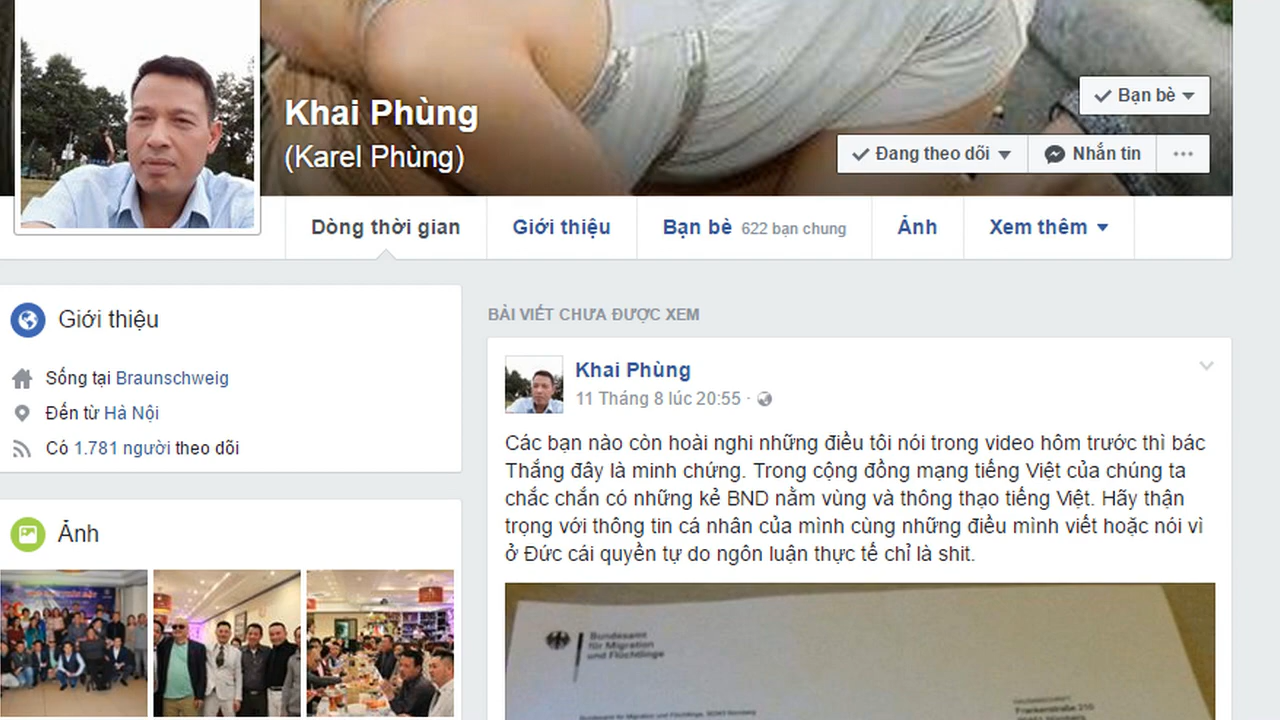 Khai Phùng
(Karel Phùng)
Bạn bè
Đang theo dõi
Nhắn tin
Dòng thời gian
Giới thiệu
Bạn bè 622 bạn chung
Ảnh
Xem thêm
Giới thiệu
Sống tại Braunschweig
Đến từ Hà Nội
Có 1.781 người theo dõi
Ảnh
BÀI VIẾT CHƯA ĐƯỢC XEM
Khai Phùng
11 Tháng 8 lúc 20:55 ·
Các bạn nào còn hoài nghi những điều tôi nói trong video hôm trước thì bác
Thắng đây là minh chứng. Trong cộng đồng mạng tiếng Việt của chúng ta
chắc chắn có những kẻ BND nằm vùng và thông thạo tiếng Việt. Hãy thận
trọng với thông tin cá nhân của mình cùng những điều mình viết hoặc nói vì
ở Đức cái quyền tự do ngôn luận thực tế chỉ là shit.
Bundesamt
für Migration
und Flüchtlinge
Frankenstraße 210